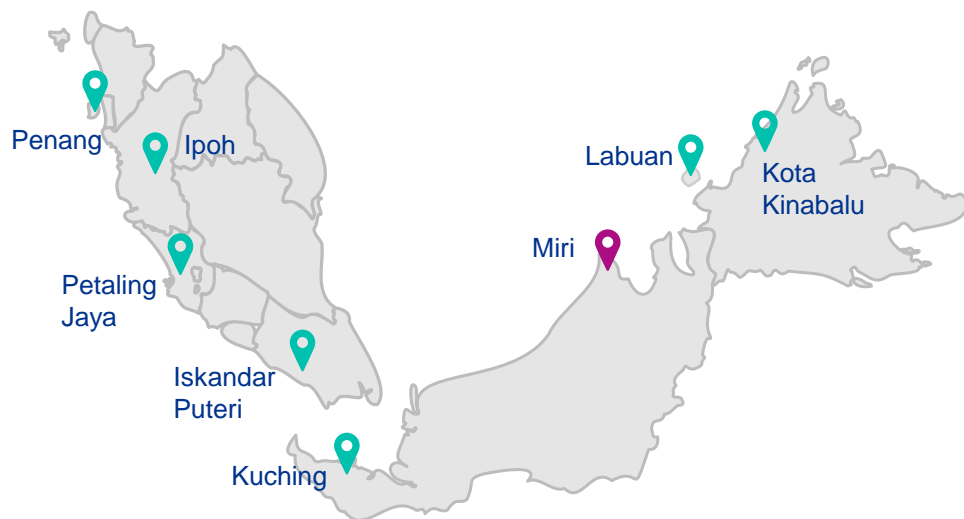 Penang
Ipoh
Labuan
Kota
Kinabalu
Miri
Petaling
Jaya
Iskandar
Puteri
Kuching